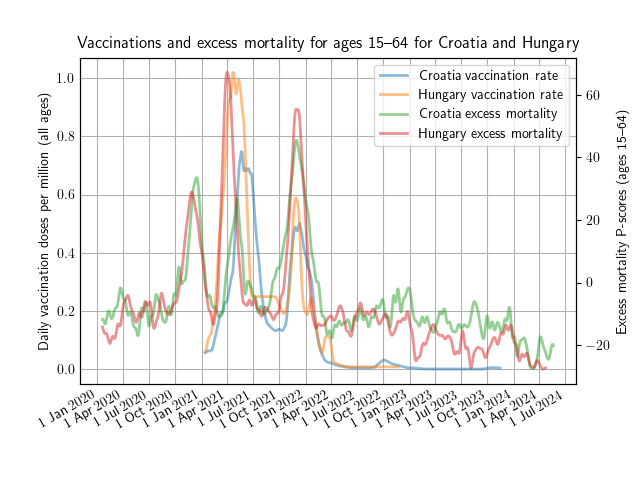 Vaccinations and excess mortality for ages 15–64 for Croatia and Hungary
Croatia vaccination rate
Hungary vaccination rate
Croatia excess mortality
Hungary excess mortality
Daily vaccination doses per million (all ages)
1.0
0.8
0.6
0.4
0.2
0.0
Excess mortality P-scores (ages 15–64)
60
40
20
0
−20
1 Jan 2020
1 Apr 2020
1 Jul 2020
1 Oct 2020
1 Jan 2021
1 Apr 2021
1 Jul 2021
1 Oct 2021
1 Jan 2022
1 Apr 2022
1 Jul 2022
1 Oct 2022
1 Jan 2023
1 Apr 2023
1 Jul 2023
1 Oct 2023
1 Jan 2024
1 Apr 2024
1 Jul 2024